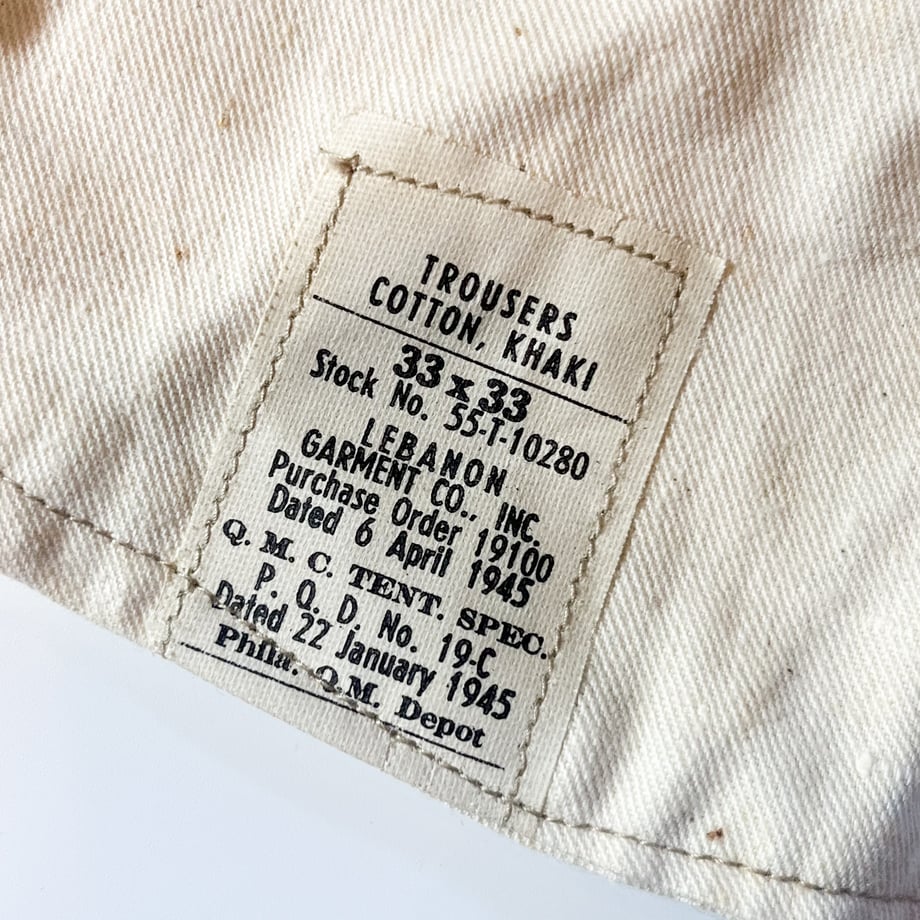 TROUSERS
COTTON, KHAKI
33 x 33
Stock No. 55-T-10280
LEBANON
GARMENT CO., INC.
Purchase Order 19100
Dated 6 April 1945
Q. M. C. TENT. SPEC.
P. Q. D. No. 19-C
Dated 22 January 1945
Phila. Q.M. Depot